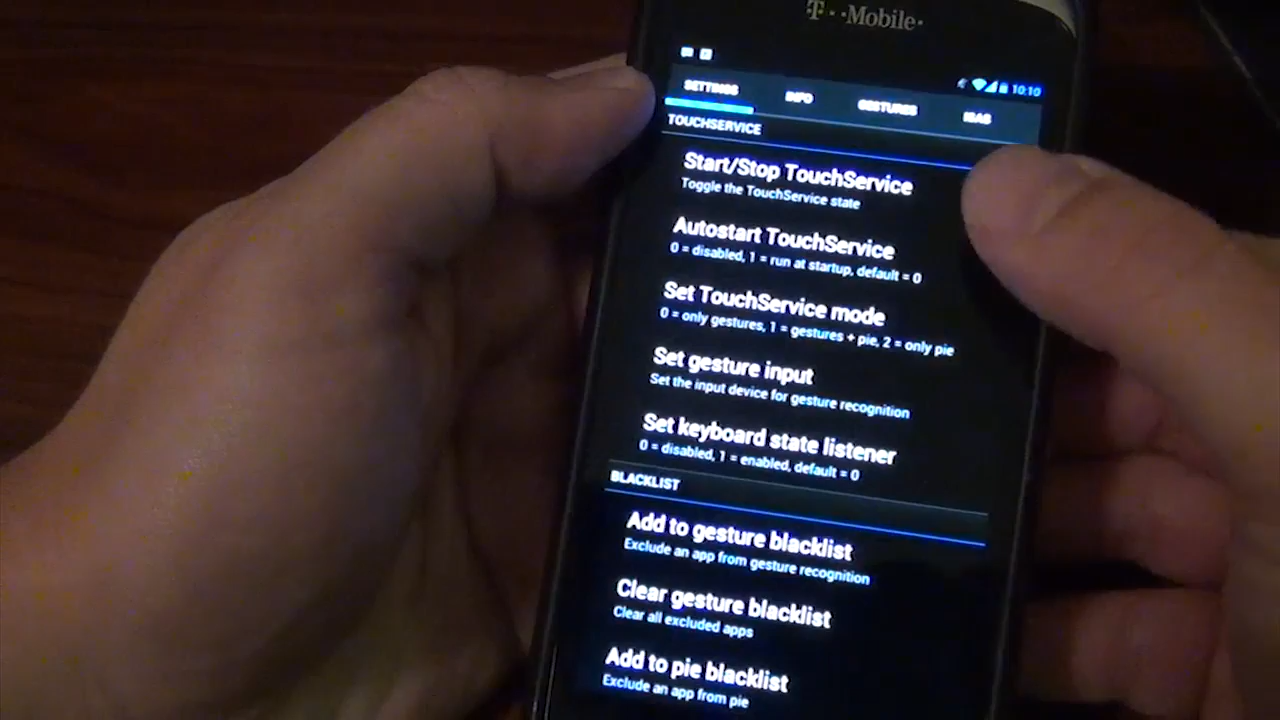 T··Mobile·
10:10
SETTINGS
INFO
GESTURES
TOUCHSERVICE
Start/Stop TouchService
Toggle the TouchService state
Autostart TouchService
0 = disabled, 1 = run at startup, default = 0
Set TouchService mode
0 = only gestures, 1 = gestures + pie, 2 = only pie
Set gesture input
Set the input device for gesture recognition
Set keyboard state listener
0 = disabled, 1 = enabled, default = 0
BLACKLIST
Add to gesture blacklist
Exclude an app from gesture recognition
Clear gesture blacklist
Clear all excluded apps
Add to pie blacklist
Exclude an app from pie